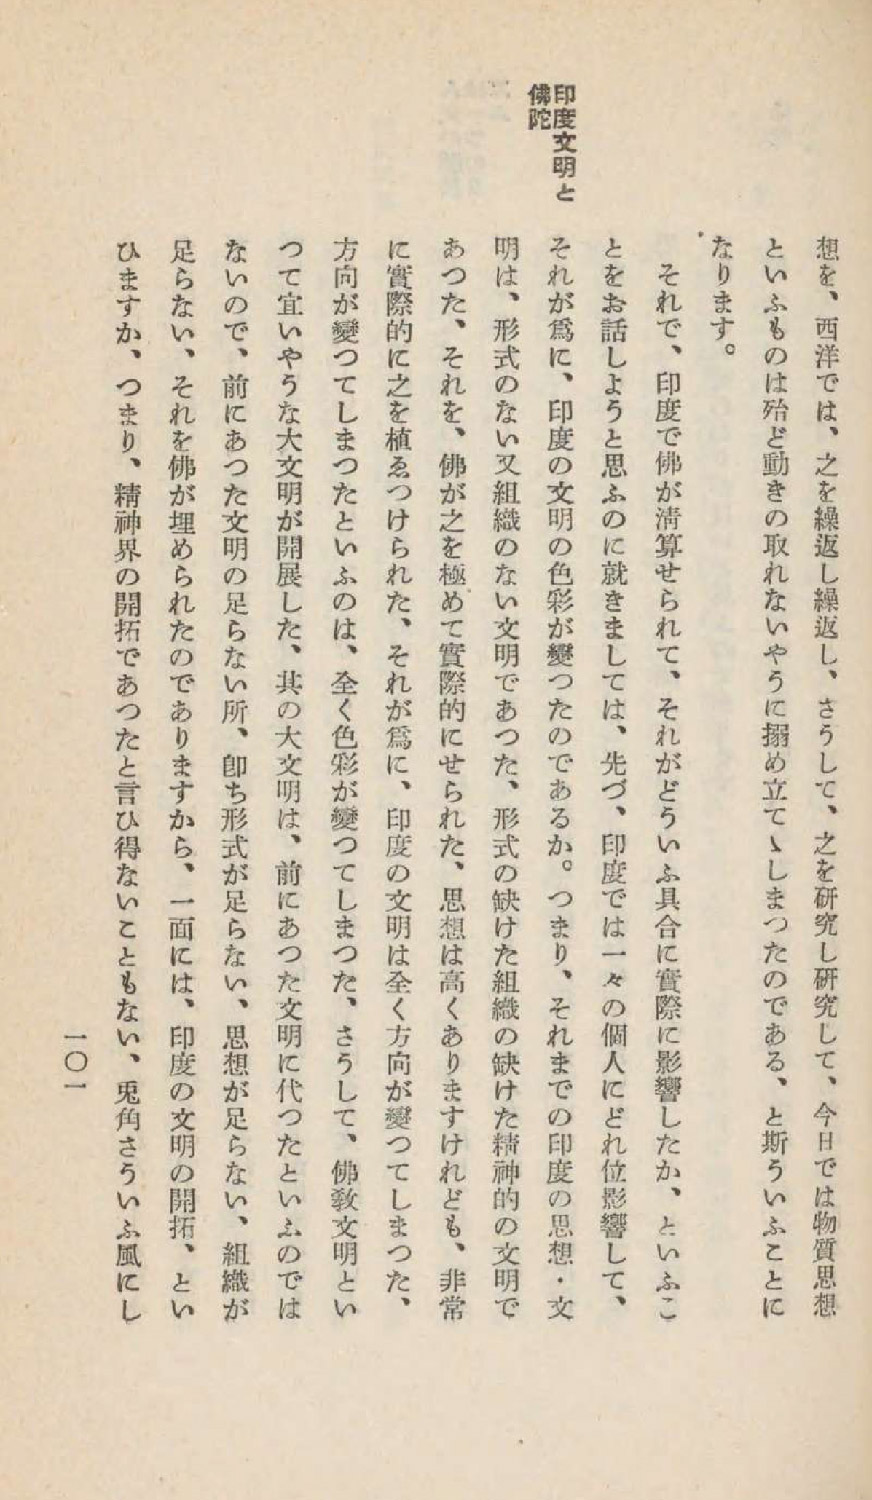 印度文明と
佛陀
想を、西洋では、之を繰返し繰返し、さうして、之を研究し研究して、今日では物質思想
といふものは殆ど動きの取れないやうに搦め立てゝしまつたのである、と斯ういふことに
なります。
それで、印度で佛が淸算せられて、それがどういふ具合に實際に影響したか、といふこ
とをお話しようと思ふのに就きましては、先づ、印度では一々の個人にどれ位影響して、
それが爲に、印度の文明の色彩が變つたのであるか。つまり、それまでの印度の思想・文
明は、形式のない又組織のない文明であつた、形式の缺けた組織の缺けた精神的の文明で
あつた、それを、佛が之を極めて實際的にせられた、思想は高くありますけれども、非常
に實際的に之を植ゑつけられた、それが爲に、印度の文明は全く方向が變つてしまつた、
方向が變つてしまつたといふのは、全く色彩が變つてしまつた、さうして、佛敎文明とい
つて宜いやうな大文明が開展した、其の大文明は、前にあつた文明に代つたといふのでは
ないので、前にあつた文明の足らない所、卽ち形式が足らない、思想が足らない、組織が
足らない、それを佛が埋められたのでありますから、一面には、印度の文明の開拓、とい
ひますか、つまり、精神界の開拓であつたと言ひ得ないこともない、兎角さういふ風にし
一〇一